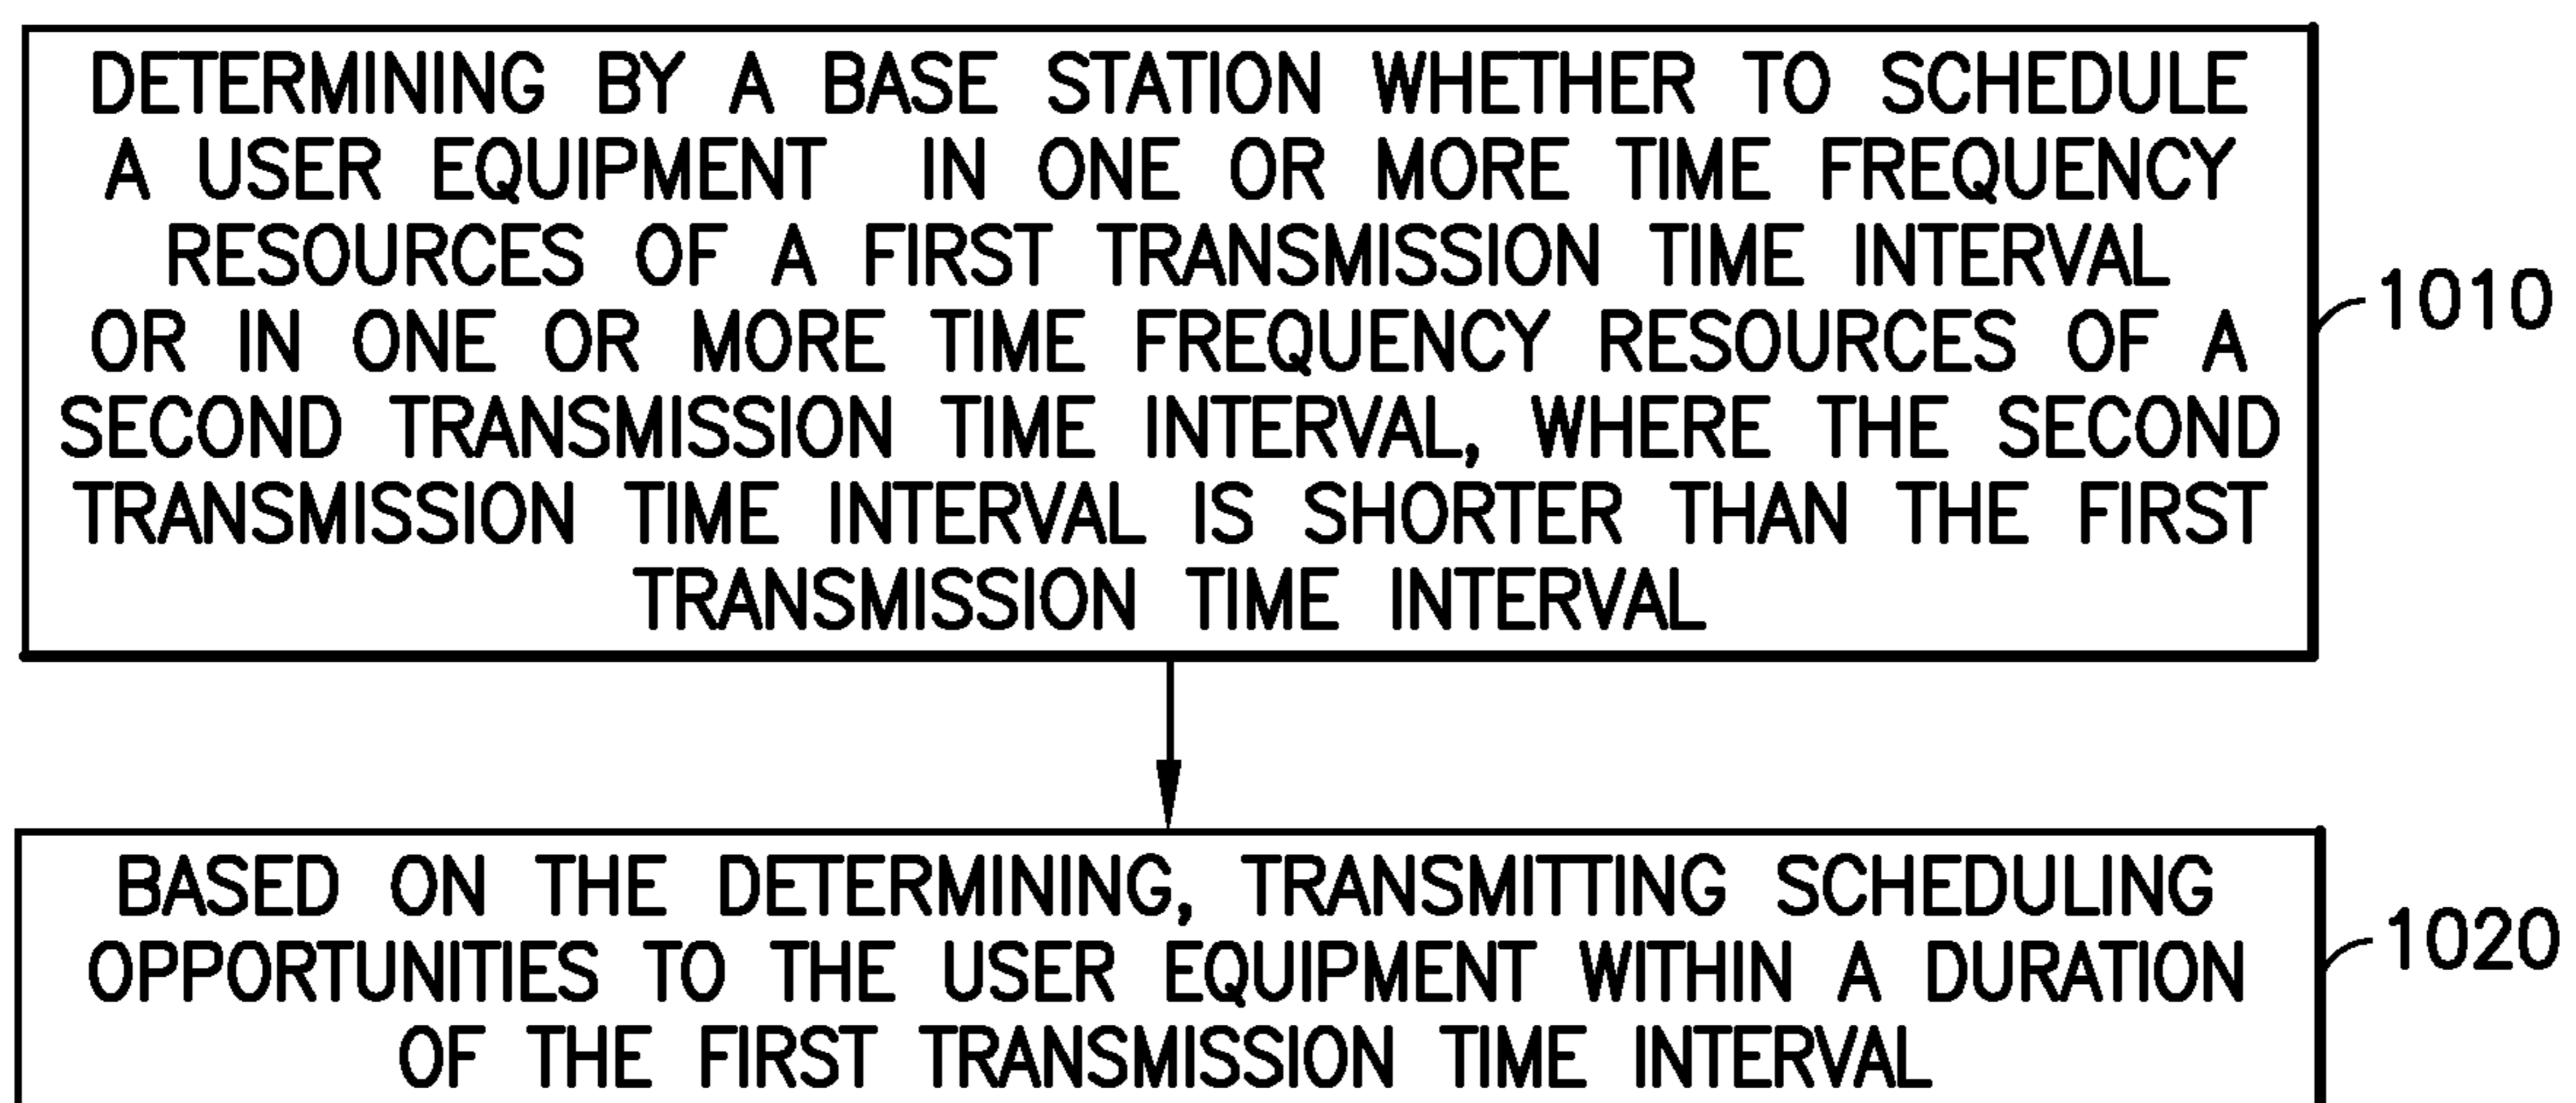 DETERMINING BY A BASE STATION WHETHER TO SCHEDULE
A USER EQUIPMENT IN ONE OR MORE TIME FREQUENCY
RESOURCES OF A FIRST TRANSMISSION TIME INTERVAL
OR IN ONE OR MORE TIME FREQUENCY RESOURCES OF A
SECOND TRANSMISSION TIME INTERVAL, WHERE THE SECOND
TRANSMISSION TIME INTERVAL IS SHORTER THAN THE FIRST
TRANSMISSION TIME INTERVAL
1010
BASED ON THE DETERMINING, TRANSMITTING SCHEDULING
OPPORTUNITIES TO THE USER EQUIPMENT WITHIN A DURATION
OF THE FIRST TRANSMISSION TIME INTERVAL
1020